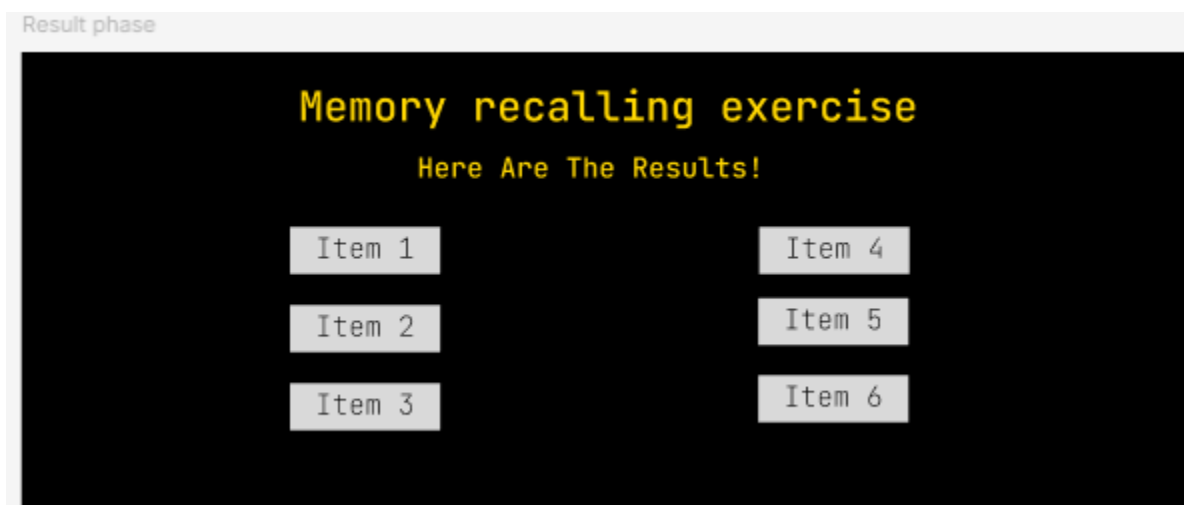 Result phase
Memory recalling exercise
Here Are The Results!
Item 1
Item 2
Item 3
Item 4
Item 5
Item 6